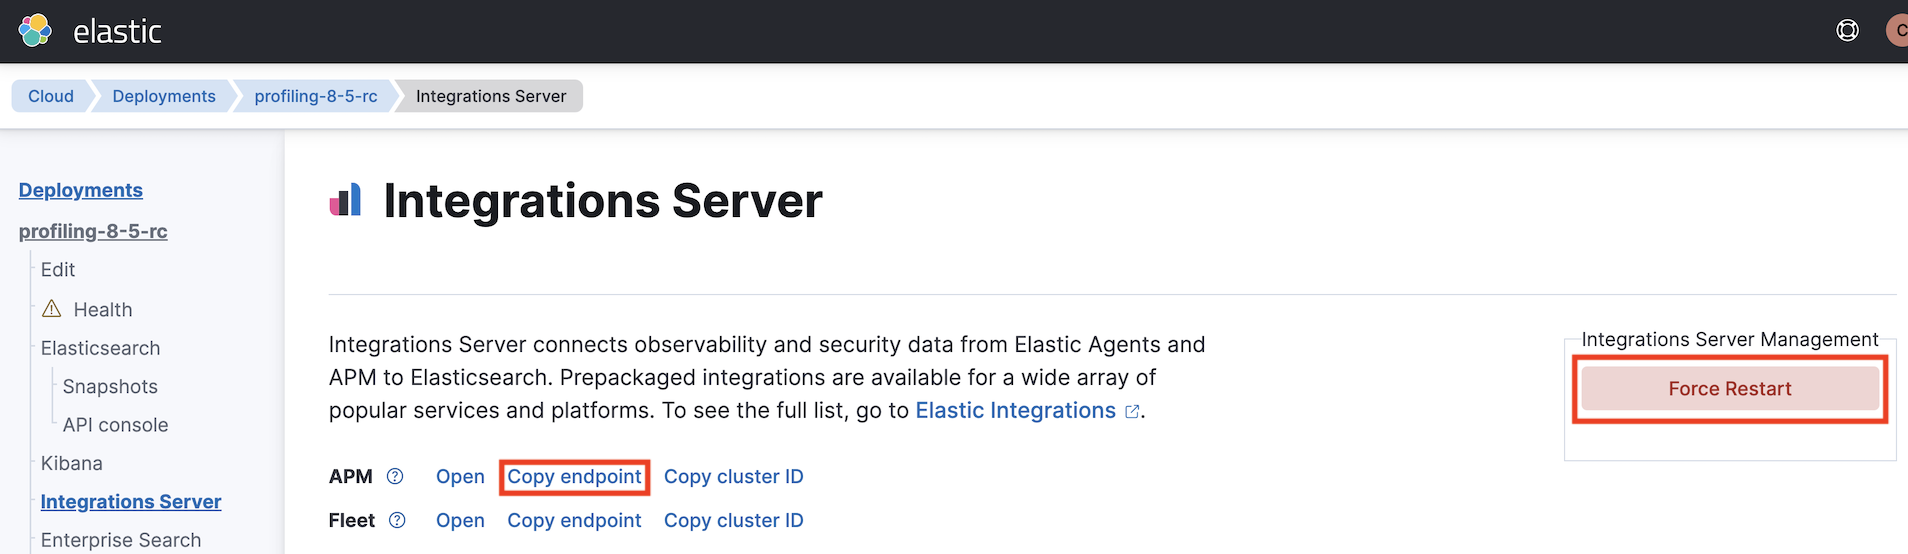 elastic
C
Cloud
Deployments
profiling-8-5-rc
Integrations Server
Deployments
profiling-8-5-rc
Edit
Health
Elasticsearch
Snapshots
API console
Kibana
Integrations Server
Enterprise Search
Integrations Server
Integrations Server connects observability and security data from Elastic Agents and
APM to Elasticsearch. Prepackaged integrations are available for a wide array of
popular services and platforms. To see the full list, go to Elastic Integrations.
APM ? Open Copy endpoint Copy cluster ID
Fleet ? Open Copy endpoint Copy cluster ID
Integrations Server Management
Force Restart